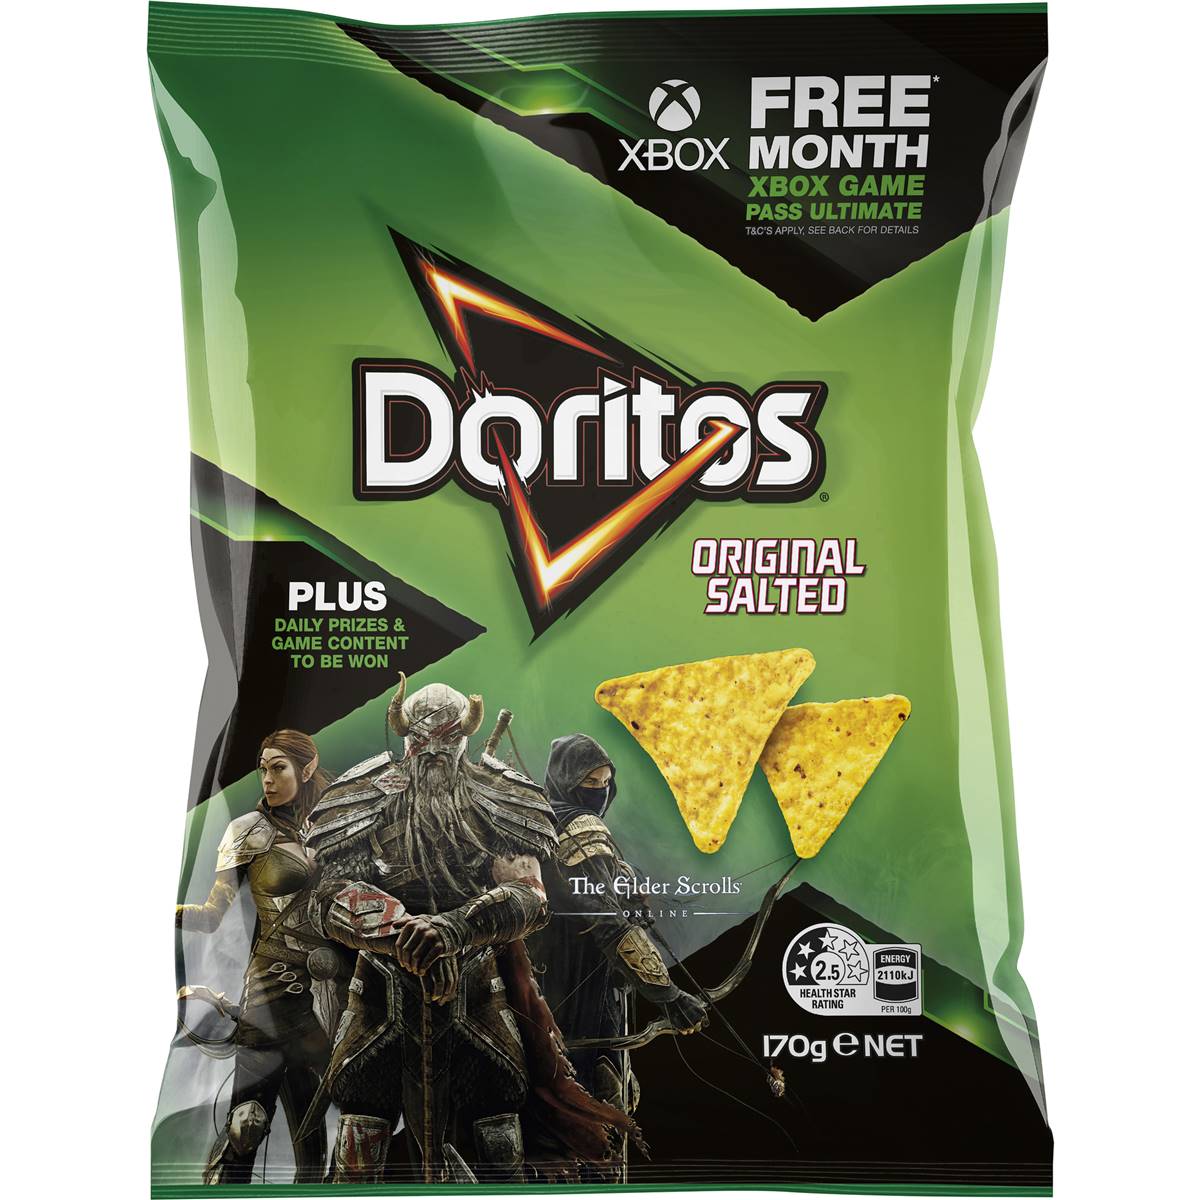 XBOX
FREE*
MONTH
XBOX GAME
PASS ULTIMATE
T&C'S APPLY, SEE BACK FOR DETAILS
Doritos®
ORIGINAL
SALTED
PLUS
DAILY PRIZES &
GAME CONTENT
TO BE WON
The Elder Scrolls
ONLINE
2.5
HEALTH STAR
RATING
ENERGY
2110kJ
PER 100g
170g e NET